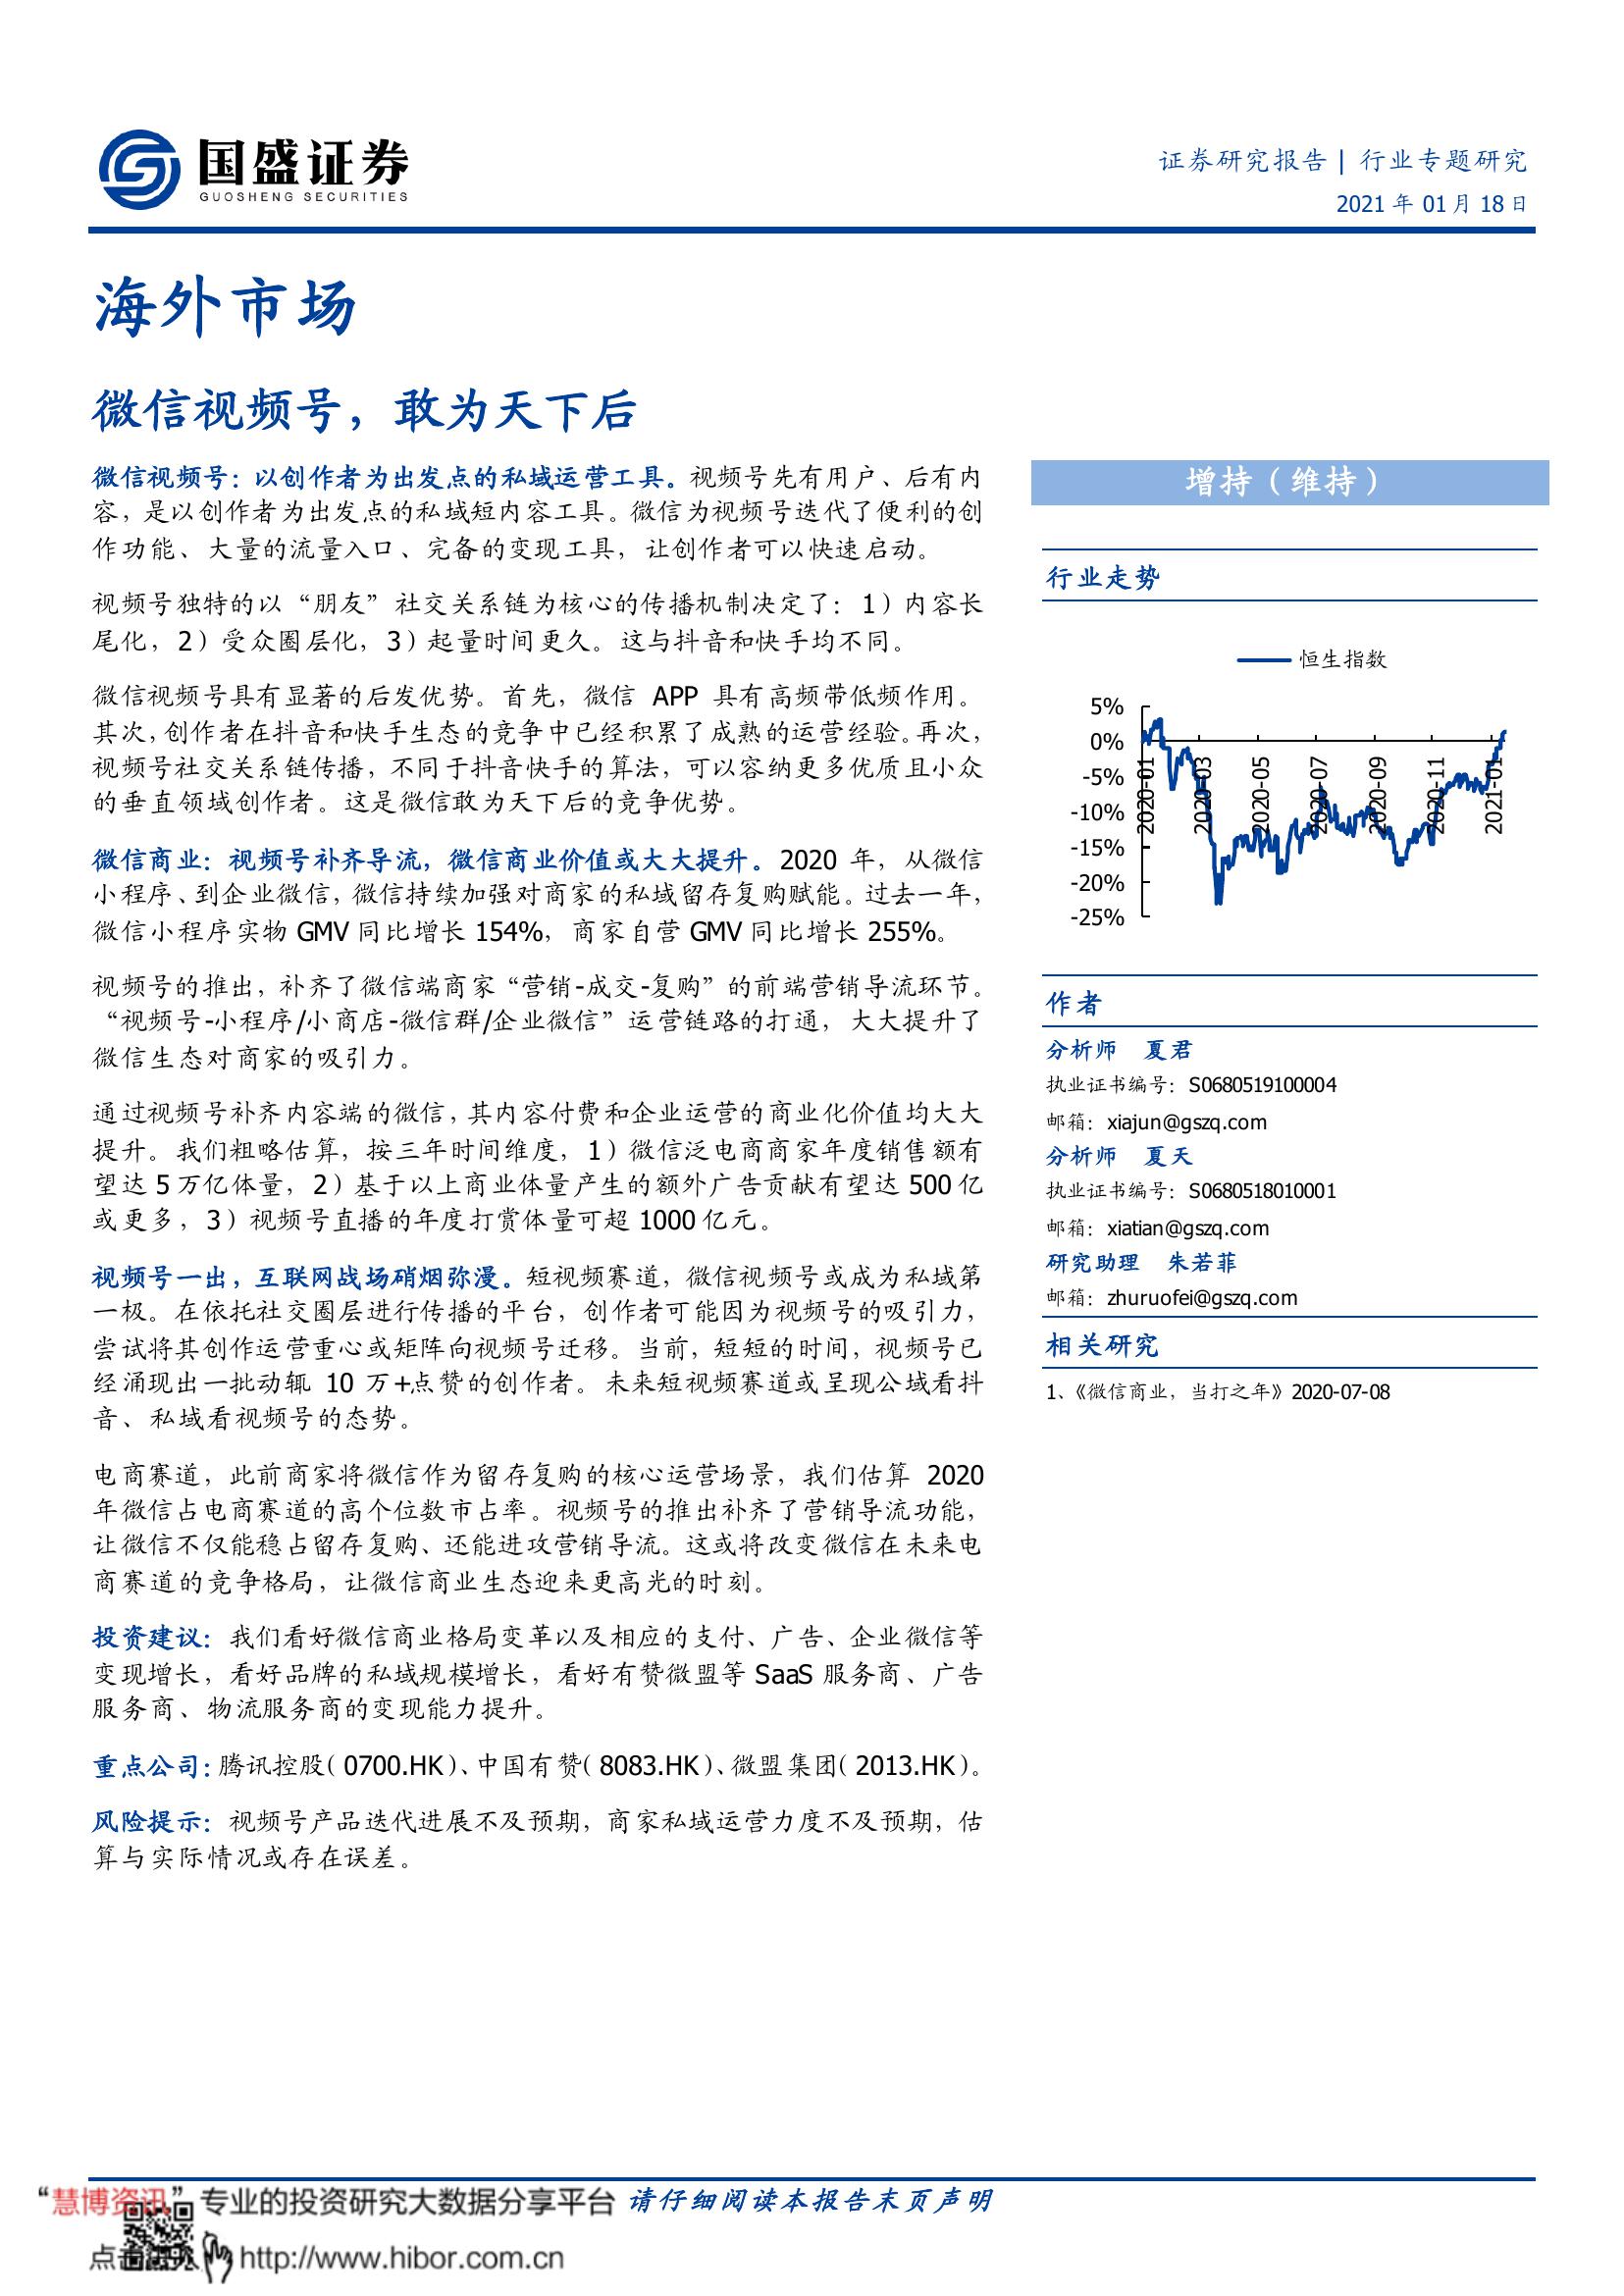 国盛证券
GUOSHENG SECURITIES
证券研究报告 | 行业专题研究
2021 年 01 月 18 日
海外市场
微信视频号，敢为天下后
微信视频号：以创作者为出发点的私域运营工具。视频号先有用户、后有内
容，是以创作者为出发点的私域短内容工具。微信为视频号迭代了便利的创
作功能、大量的流量入口、完备的变现工具，让创作者可以快速启动。
视频号独特的以“朋友”社交关系链为核心的传播机制决定了：1）内容长
尾化，2）受众圈层化，3）起量时间更久。这与抖音和快手均不同。
微信视频号具有显著的后发优势。首先，微信 APP 具有高频带低频作用。
其次，创作者在抖音和快手生态的竞争中已经积累了成熟的运营经验。再次，
视频号社交关系链传播，不同于抖音快手的算法，可以容纳更多优质且小众
的垂直领域创作者。这是微信敢为天下后的竞争优势。
微信商业：视频号补齐导流，微信商业价值或大大提升。2020 年，从微信
小程序、到企业微信，微信持续加强对商家的私域留存复购赋能。过去一年，
微信小程序实物 GMV 同比增长 154%，商家自营 GMV 同比增长 255%。
视频号的推出，补齐了微信端商家“营销-成交-复购”的前端营销导流环节。
“视频号-小程序/小商店-微信群/企业微信”运营链路的打通，大大提升了
微信生态对商家的吸引力。
通过视频号补齐内容端的微信，其内容付费和企业运营的商业化价值均大大
提升。我们粗略估算，按三年时间维度，1）微信泛电商商家年度销售额有
望达 5 万亿体量，2）基于以上商业体量产生的额外广告贡献有望达 500 亿
或更多，3）视频号直播的年度打赏体量可超 1000 亿元。
视频号一出，互联网战场硝烟弥漫。短视频赛道，微信视频号或成为私域第
一极。在依托社交圈层进行传播的平台，创作者可能因为视频号的吸引力，
尝试将其创作运营重心或矩阵向视频号迁移。当前，短短的时间，视频号已
经涌现出一批动辄 10 万+点赞的创作者。未来短视频赛道或呈现公域看抖
音、私域看视频号的态势。
电商赛道，此前商家将微信作为留存复购的核心运营场景，我们估算 2020
年微信占电商赛道的高个位数市占率。视频号的推出补齐了营销导流功能，
让微信不仅能稳占留存复购、还能进攻营销导流。这或将改变微信在未来电
商赛道的竞争格局，让微信商业生态迎来更高光的时刻。
投资建议：我们看好微信商业格局变革以及相应的支付、广告、企业微信等
变现增长，看好品牌的私域规模增长，看好有赞微盟等 SaaS 服务商、广告
服务商、物流服务商的变现能力提升。
重点公司：腾讯控股（0700.HK）、中国有赞（8083.HK）、微盟集团（2013.HK）。
风险提示：视频号产品迭代进展不及预期，商家私域运营力度不及预期，估
算与实际情况或存在误差。
增持（维持）
行业走势
恒生指数
5%
0%
-5%
-10%
-15%
-20%
-25%
2020-01
2020-03
2020-05
2020-07
2020-09
2020-11
2021-01
作者
分析师 夏君
执业证书编号：S0680519100004
邮箱：xiajun@gszq.com
分析师 夏天
执业证书编号：S0680518010001
邮箱：xiatian@gszq.com
研究助理 朱若菲
邮箱：zhuruofei@gszq.com
相关研究
1、《微信商业，当打之年》2020-07-08
“慧博资讯”专业的投资研究大数据分享平台
请仔细阅读本报告末页声明
点击 http://www.hibor.com.cn